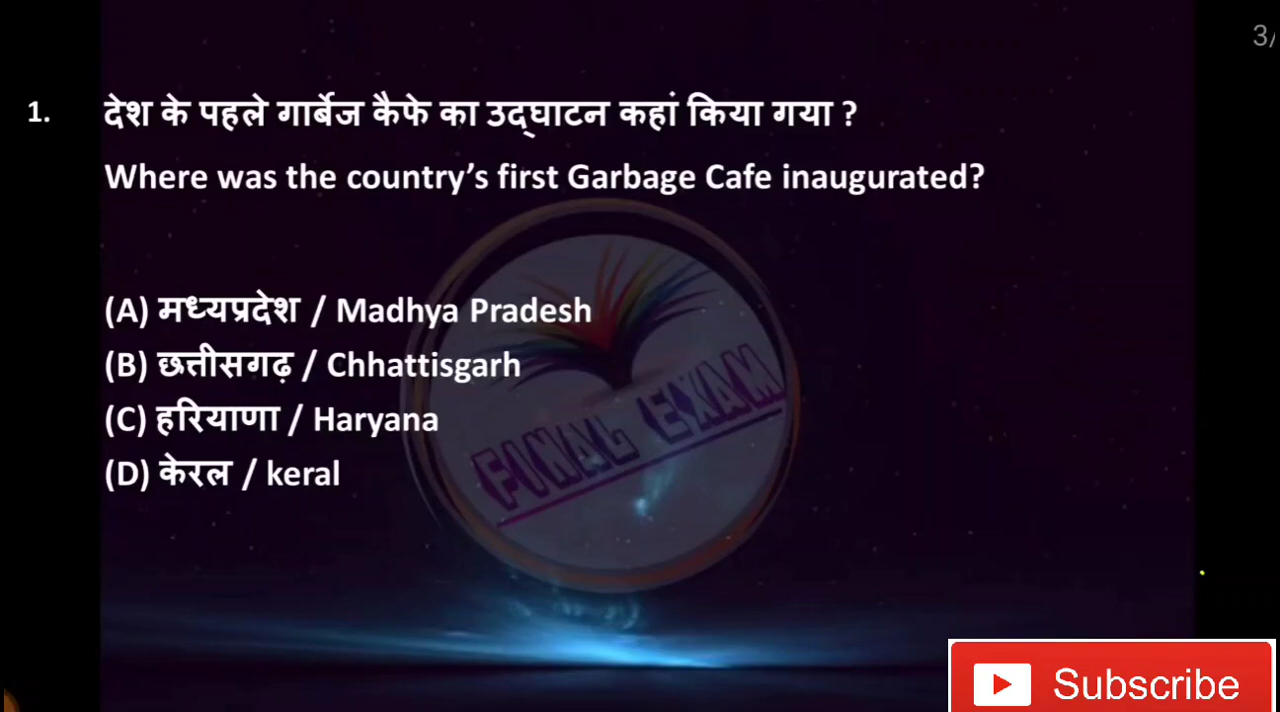 3/
1. देश के पहले गार्बेज कैफे का उद्घाटन कहां किया गया ?
Where was the country's first Garbage Cafe inaugurated?
(A) मध्यप्रदेश / Madhya Pradesh
(B) छत्तीसगढ़ / Chhattisgarh
(C) हरियाणा / Haryana
(D) केरल / keral
FINAL EXAM
Subscribe